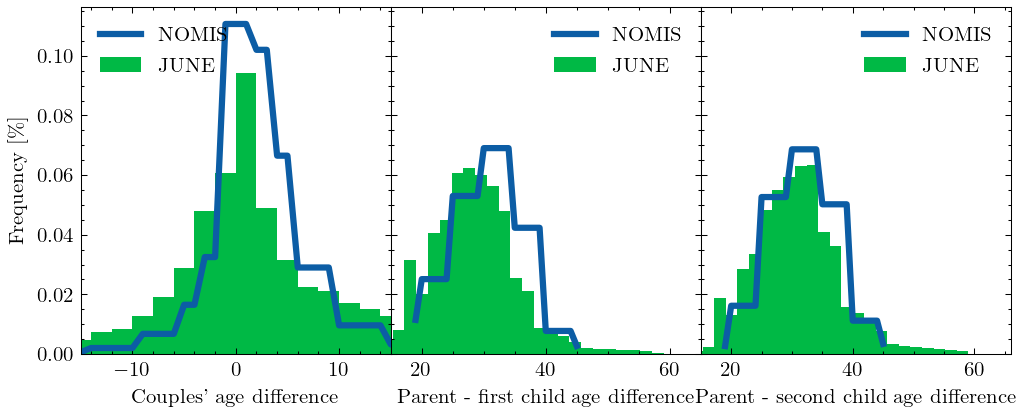 Frequency [%]
0.10
0.08
0.06
0.04
0.02
0.00
NOMIS
JUNE
−10 0 10
Couples' age difference
NOMIS
JUNE
20 40 60
Parent - first child age difference
NOMIS
JUNE
20 40 60
Parent - second child age difference